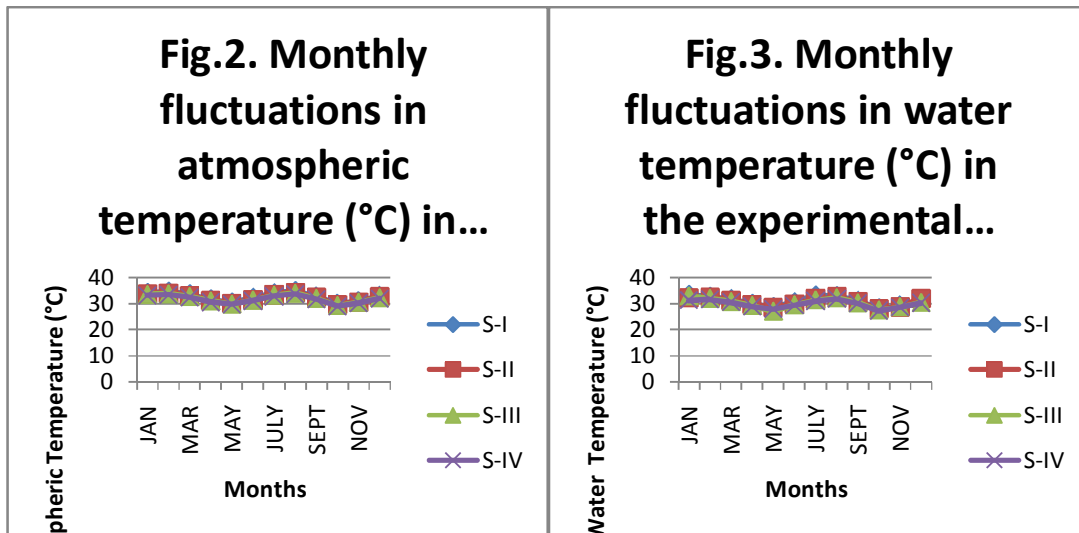 Fig.2. Monthly
fluctuations in
atmospheric
temperature (°C) in…
40
30
20
10
0
JAN
MAR
MAY
JULY
SEPT
NOV
Months
pheric Temperature (°C)
S-I
S-II
S-III
S-IV
Fig.3. Monthly
fluctuations in water
temperature (°C) in
the experimental…
40
30
20
10
0
JAN
MAR
MAY
JULY
SEPT
NOV
Months
Water Temperature (°C)
S-I
S-II
S-III
S-IV